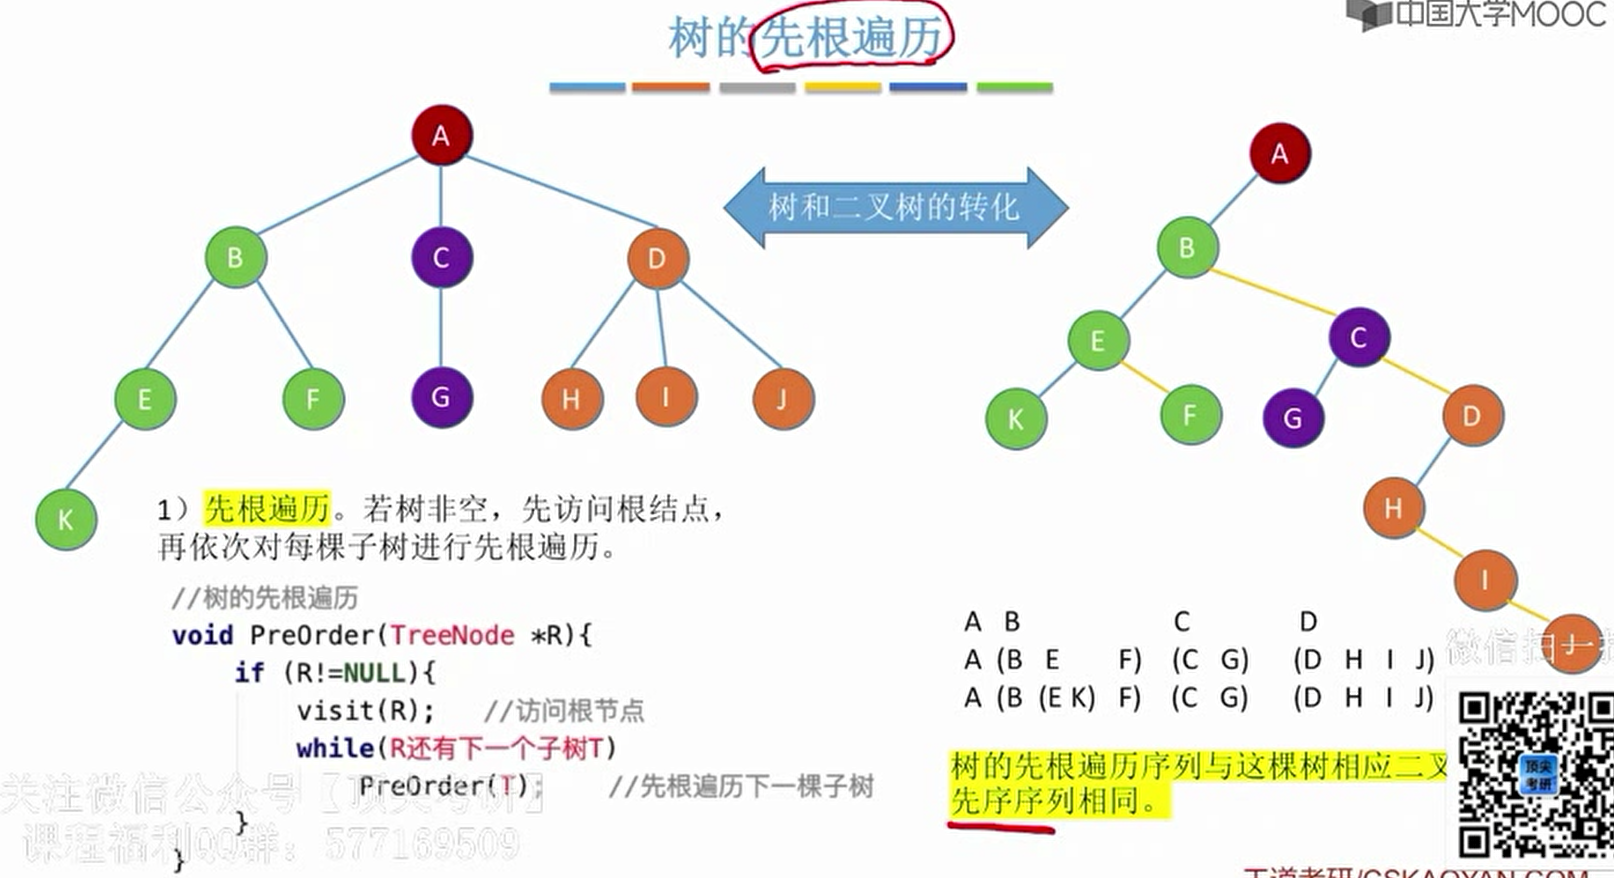 树的先根遍历
中国大学MOOC
A
B
C
D
E
F
G
H
I
J
K
树和二叉树的转化
A
B
E
C
K
F
G
D
H
I
J
1）先根遍历。若树非空，先访问根结点，
再依次对每棵子树进行先根遍历。
//树的先根遍历
void PreOrder(TreeNode *R){
if (R!=NULL){
visit(R); //访问根节点
while(R还有下一个子树T)
PreOrder(T); //先根遍历下一棵子树
}
}
A B C D
A (B E F) (C G) (D H I J)
A (B (E K) F) (C G) (D H I J)
树的先根遍历序列与这棵树相应二叉
先序序列相同。
微信扫一扫
顶尖
考研
关注微信公众号【顶尖考研】
课程福利QQ群：577169509
王道考研/CSKAOYAN.COM